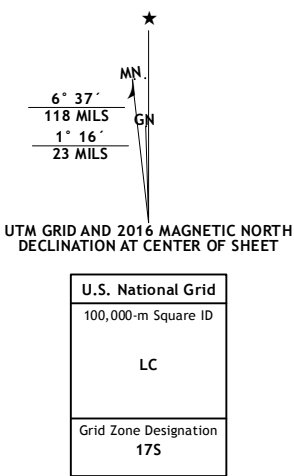 ★
MN
6° 37´
118 MILS
GN
1° 16´
23 MILS
UTM GRID AND 2016 MAGNETIC NORTH
DECLINATION AT CENTER OF SHEET
U.S. National Grid
100,000-m Square ID
LC
Grid Zone Designation
17S